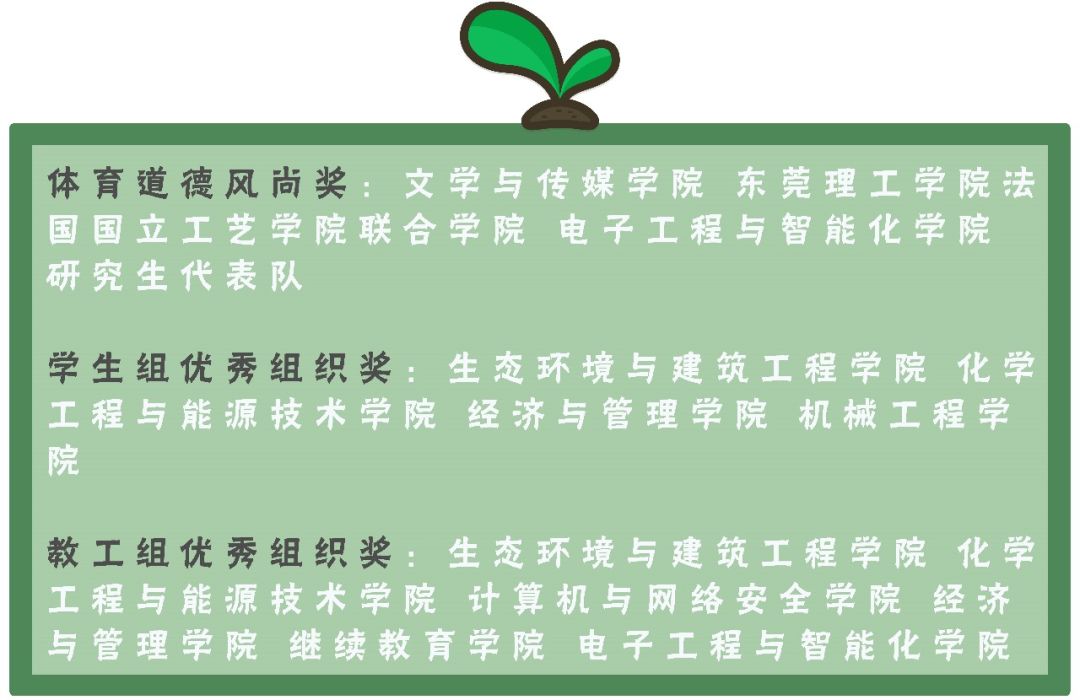 体育道德风尚奖：文学与传媒学院 东莞理工学院法
国国立工艺学院联合学院 电子工程与智能化学院
研究生代表队
学生组优秀组织奖：生态环境与建筑工程学院 化学
工程与能源技术学院 经济与管理学院 机械工程学
院
教工组优秀组织奖：生态环境与建筑工程学院 化学
工程与能源技术学院 计算机与网络安全学院 经济
与管理学院 继续教育学院 电子工程与智能化学院